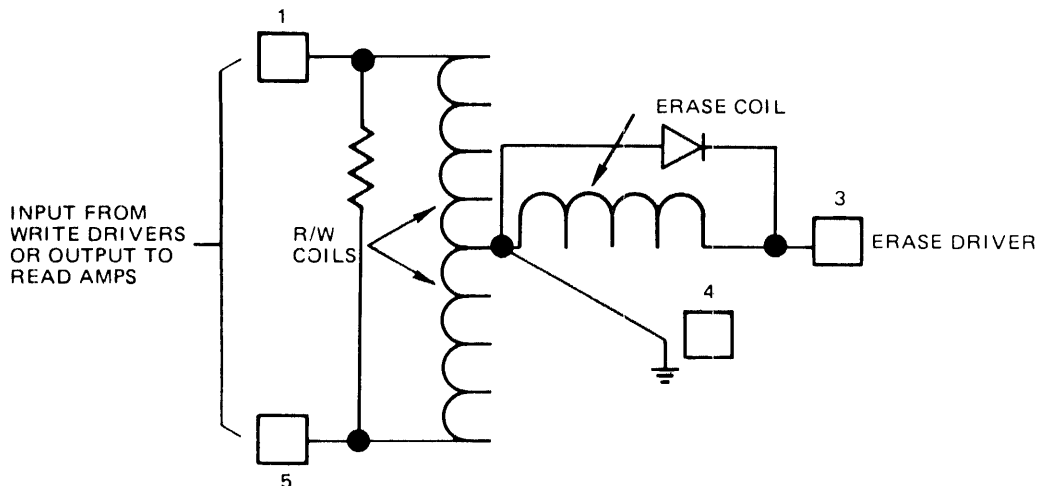 1
ERASE COIL
3
INPUT FROM
WRITE DRIVERS
OR OUTPUT TO
READ AMPS
R/W
COILS
ERASE DRIVER
4
5